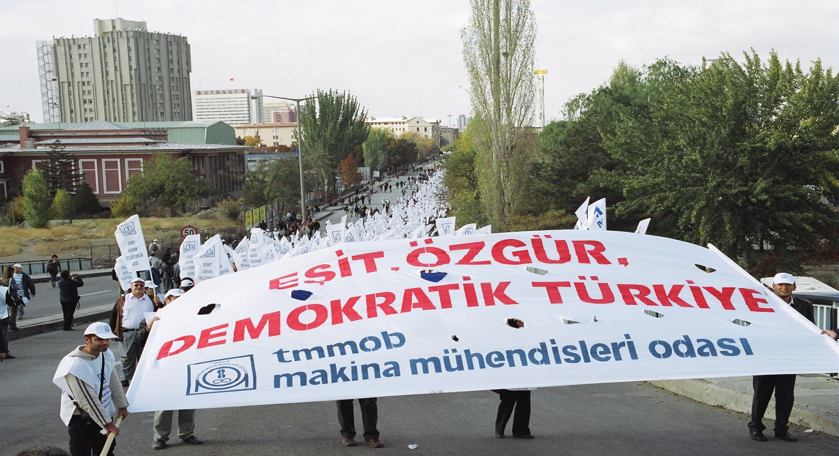 EŞİT, ÖZGÜR,
DEMOKRATİK TÜRKİYE
tmmob
makina mühendisleri odası